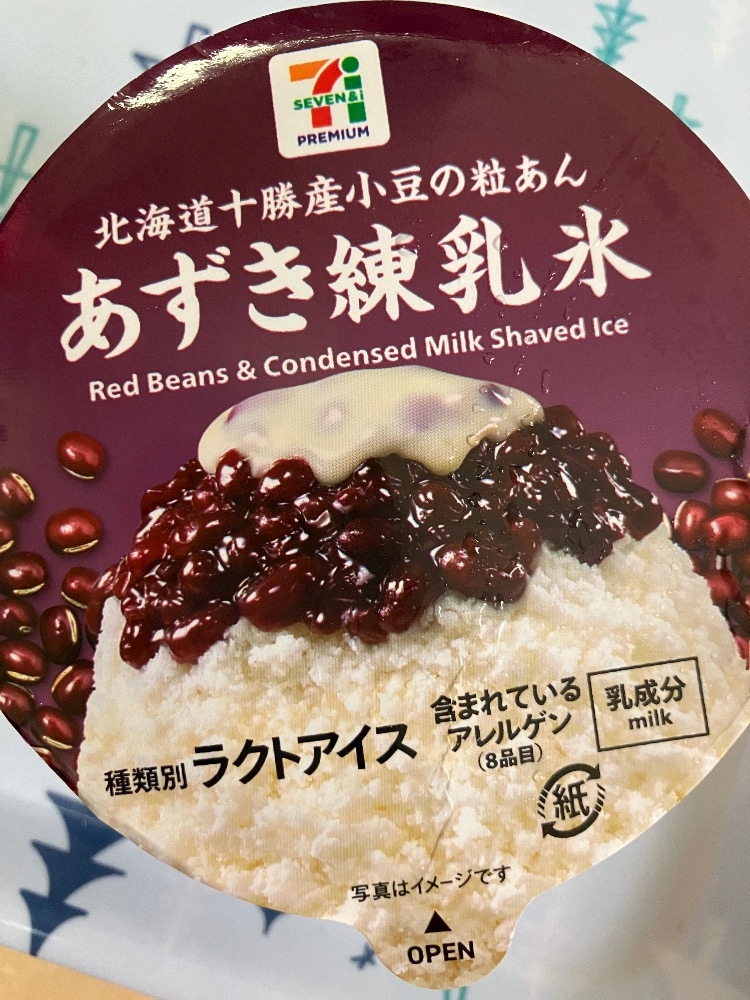 SEVEN&i
PREMIUM
北海道十勝産小豆の粒あん
あずき練乳氷
Red Beans & Condensed Milk Shaved Ice
種類別 ラクトアイス
含まれている
アレルゲン
(8品目)
乳成分
milk
紙
写真はイメージです
▲
OPEN